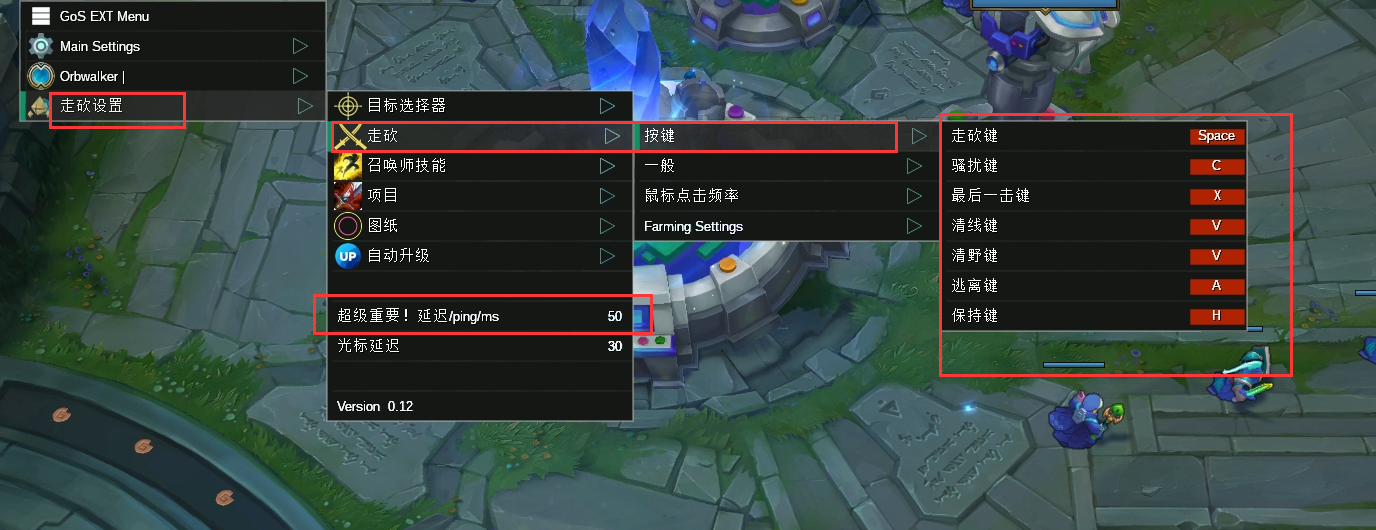 GoS EXT Menu
Main Settings
Orbwalker |
走砍设置
目标选择器
走砍
召唤师技能
项目
图纸
UP 自动升级
超级重要！延迟/ping/ms 50
光标延迟 30
Version 0.12
按键
一般
鼠标点击频率
Farming Settings
走砍键 Space
骚扰键 C
最后一击键 X
清线键 V
清野键 V
逃离键 A
保持键 H